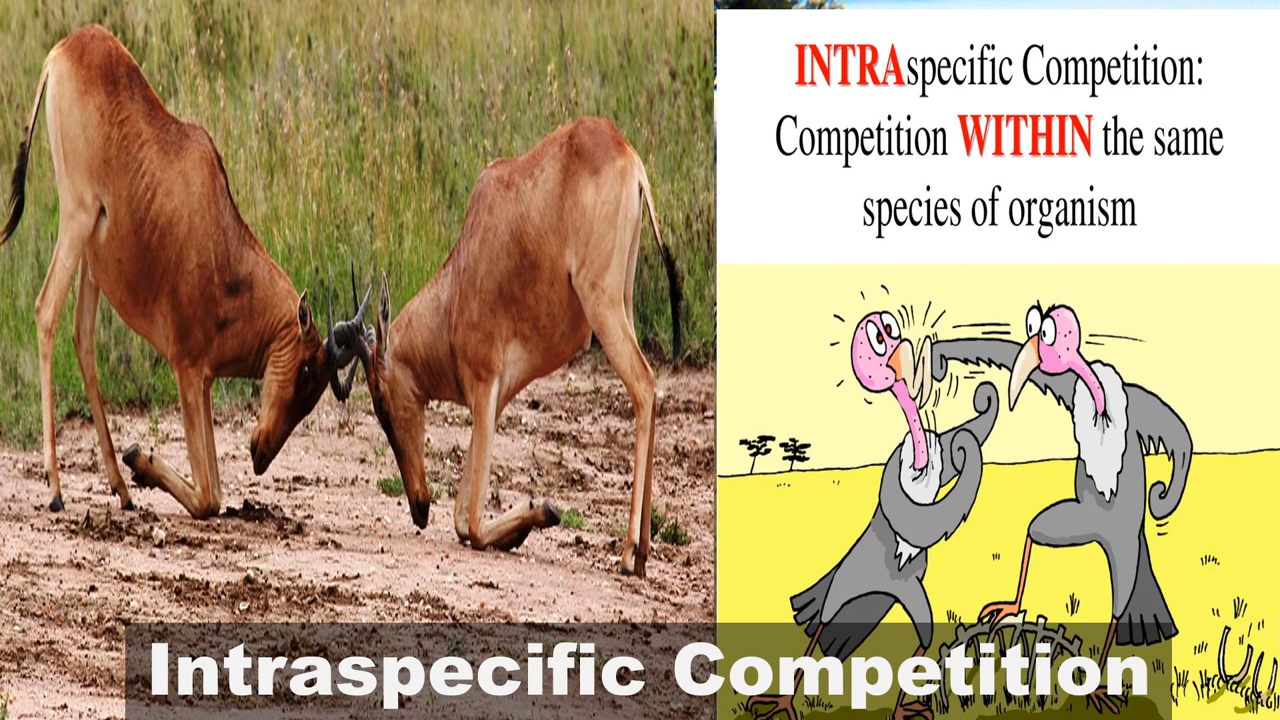 INTRAspecific Competition:
Competition WITHIN the same
species of organism
Intraspecific Competition